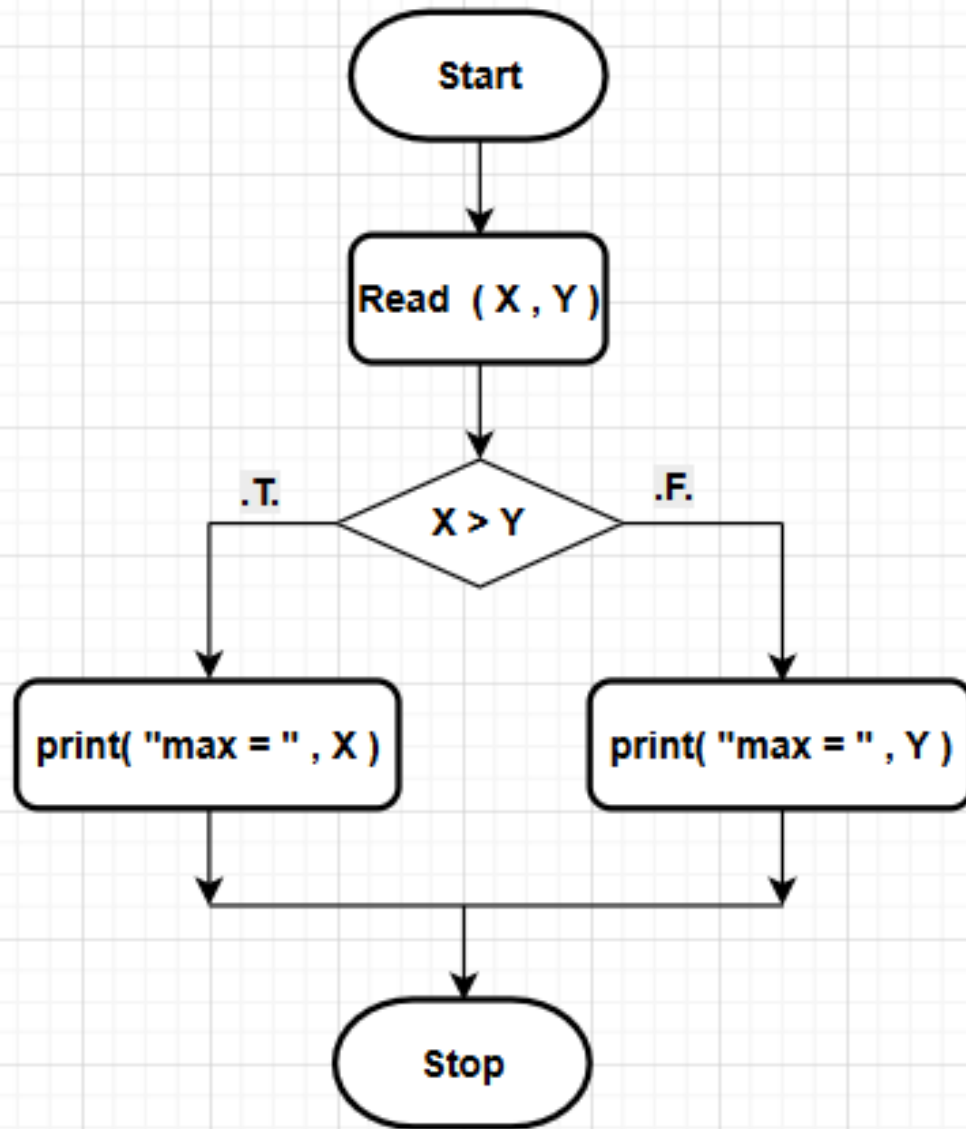 Start
Read ( X , Y )
.T.
.F.
X > Y
print( "max = " , X )
print( "max = " , Y )
Stop